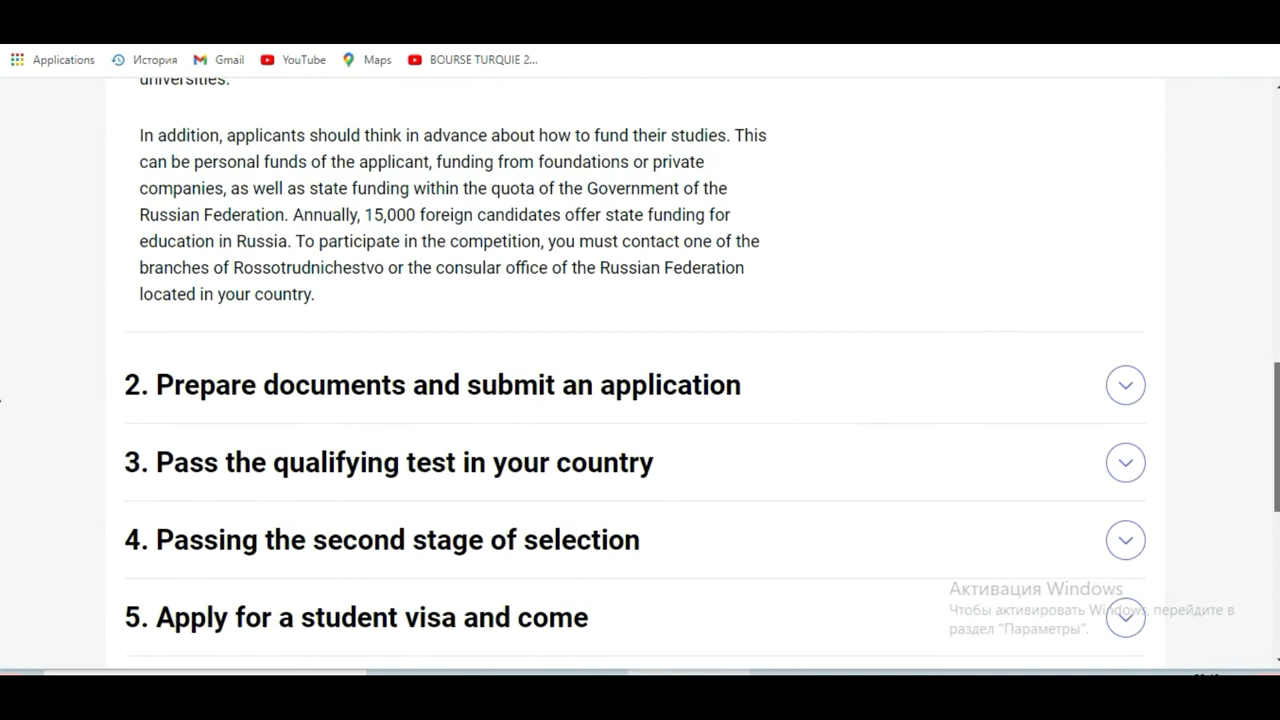 Applications История Gmail YouTube Maps BOURSE TURQUIE 2...
universities.
In addition, applicants should think in advance about how to fund their studies. This
can be personal funds of the applicant, funding from foundations or private
companies, as well as state funding within the quota of the Government of the
Russian Federation. Annually, 15,000 foreign candidates offer state funding for
education in Russia. To participate in the competition, you must contact one of the
branches of Rossotrudnichestvo or the consular office of the Russian Federation
located in your country.
2. Prepare documents and submit an application
3. Pass the qualifying test in your country
4. Passing the second stage of selection
5. Apply for a student visa and come
Активация Windows
Чтобы активировать Windows, перейдите в
раздел "Параметры".